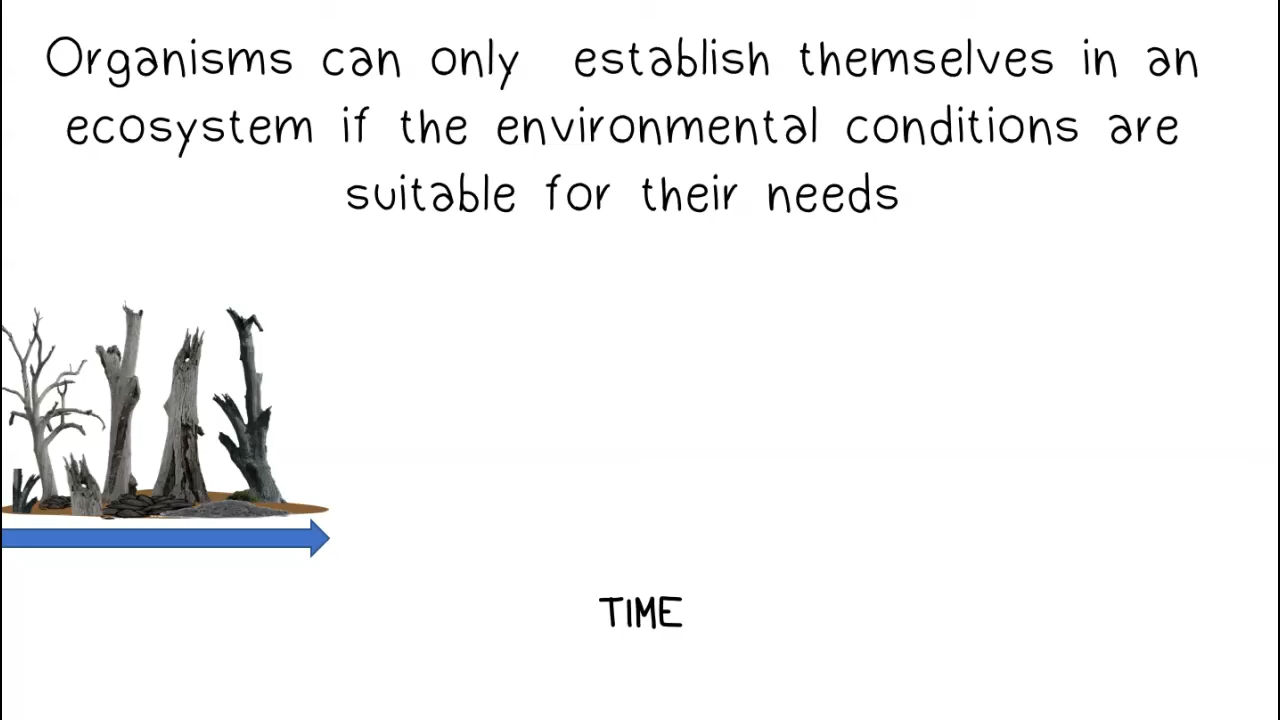 Organisms can only establish themselves in an
ecosystem if the environmental conditions are
suitable for their needs
TIME